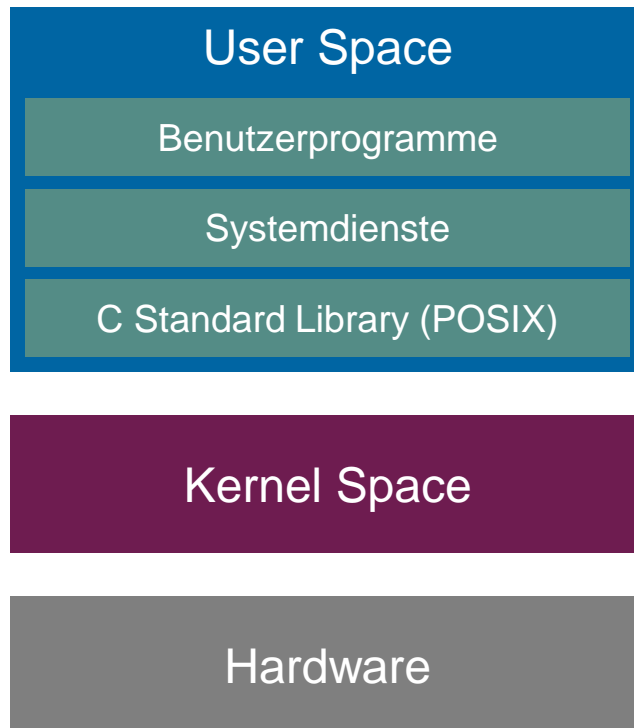 User Space
Benutzerprogramme
Systemdienste
C Standard Library (POSIX)
Kernel Space
Hardware